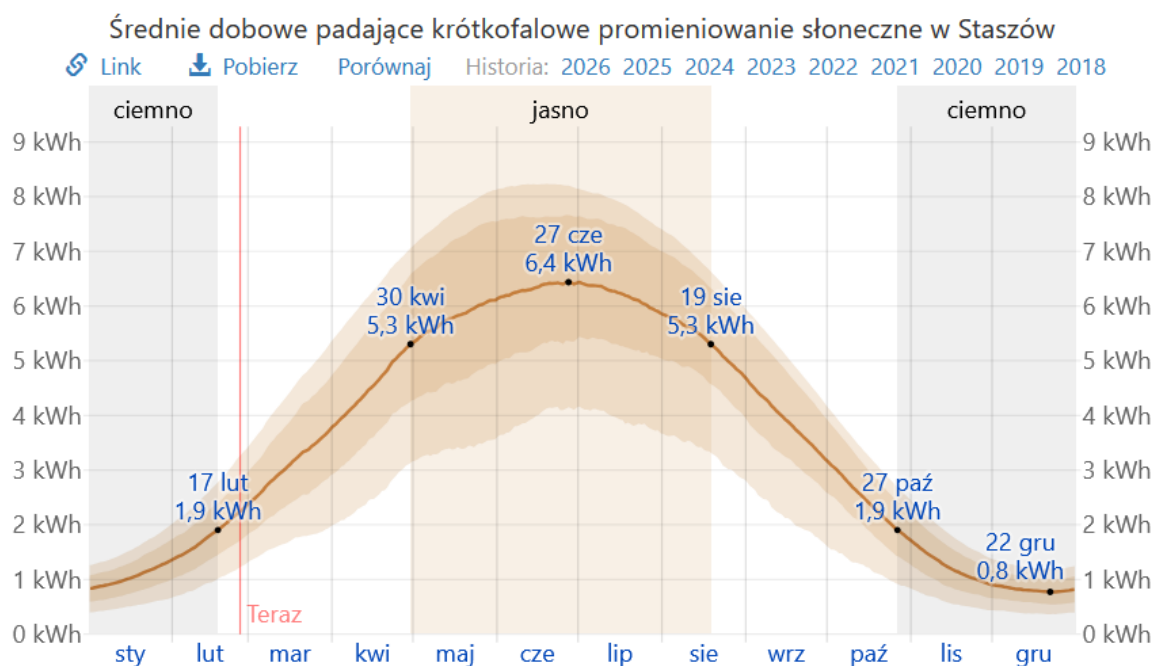 Średnie dobowe padające krótkofalowe promieniowanie słoneczne w Staszów
Link Pobierz Porównaj Historia: 2026 2025 2024 2023 2022 2021 2020 2019 2018
ciemno jasno ciemno
9 kWh 9 kWh
8 kWh 8 kWh
7 kWh 7 kWh
27 cze
6,4 kWh
6 kWh 6 kWh
30 kwi
5,3 kWh
19 sie
5,3 kWh
5 kWh 5 kWh
4 kWh 4 kWh
3 kWh 3 kWh
17 lut
1,9 kWh
27 paź
1,9 kWh
2 kWh 2 kWh
22 gru
0,8 kWh
1 kWh 1 kWh
Teraz
0 kWh 0 kWh
sty lut mar kwi maj cze lip sie wrz paź lis gru